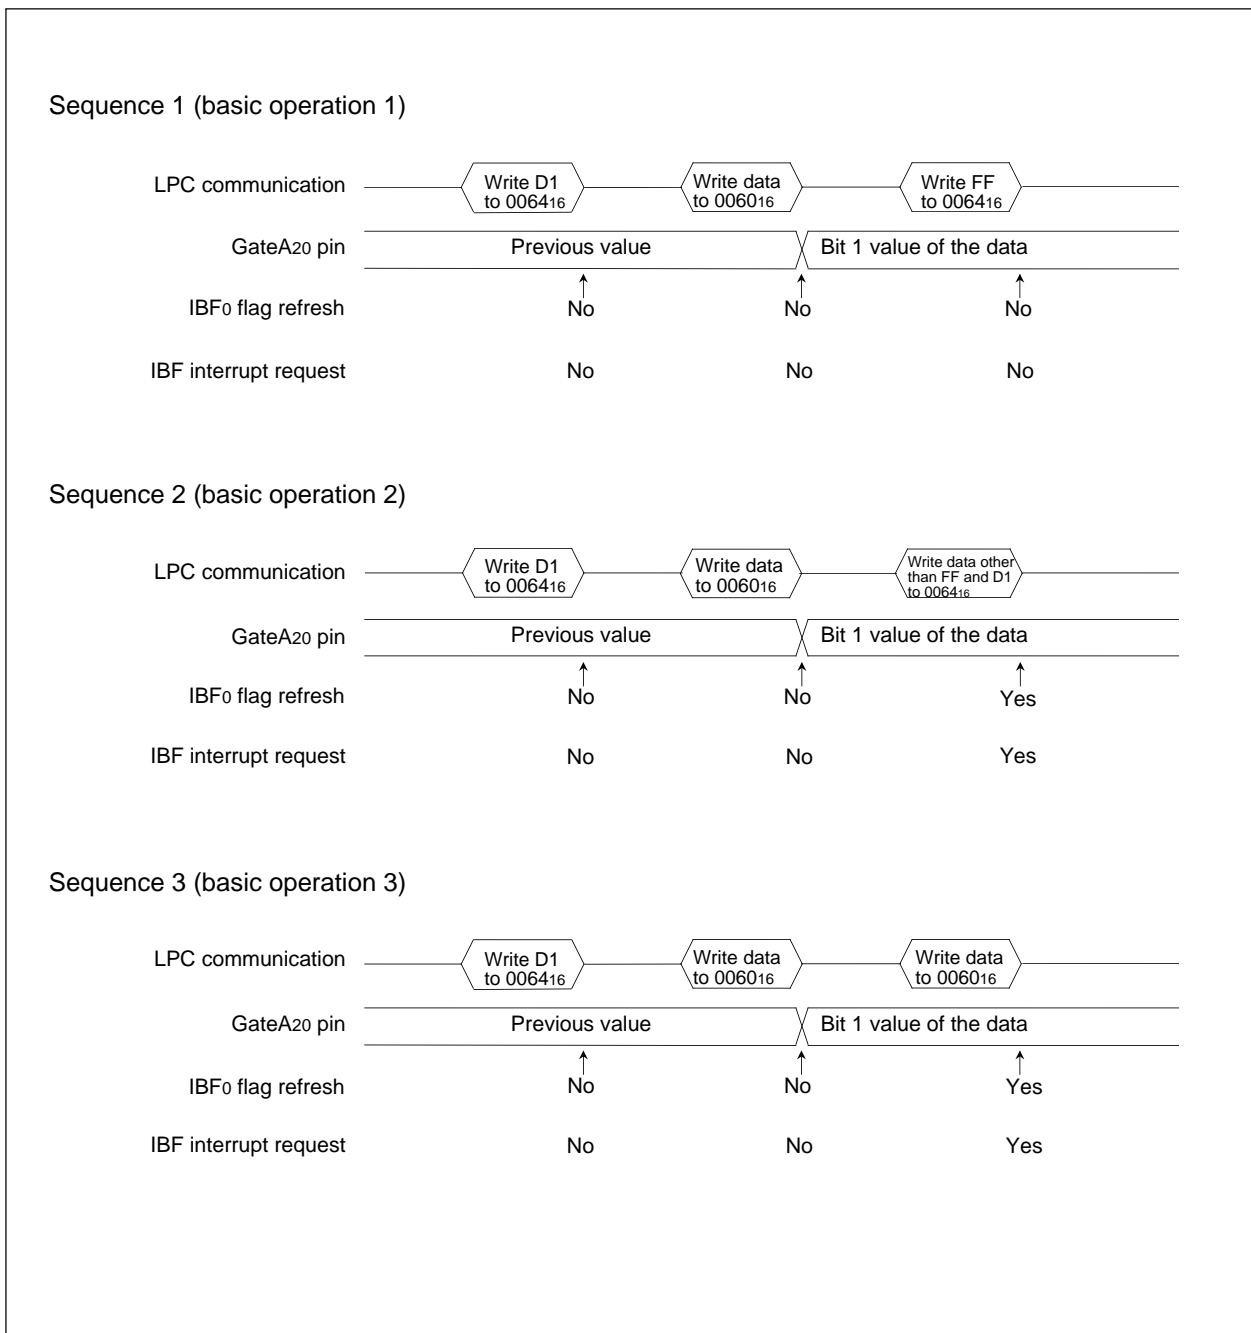 Sequence 1 (basic operation 1)
LPC communication
Write D1
to 006416
Write data
to 006016
Write FF
to 006416
GateA20 pin
Previous value
Bit 1 value of the data
IBF0 flag refresh
No
No
No
IBF interrupt request
No
No
No
Sequence 2 (basic operation 2)
LPC communication
Write D1
to 006416
Write data
to 006016
Write data other
than FF and D1
to 006416
GateA20 pin
Previous value
Bit 1 value of the data
IBF0 flag refresh
No
No
Yes
IBF interrupt request
No
No
Yes
Sequence 3 (basic operation 3)
LPC communication
Write D1
to 006416
Write data
to 006016
Write data
to 006016
GateA20 pin
Previous value
Bit 1 value of the data
IBF0 flag refresh
No
No
Yes
IBF interrupt request
No
No
Yes